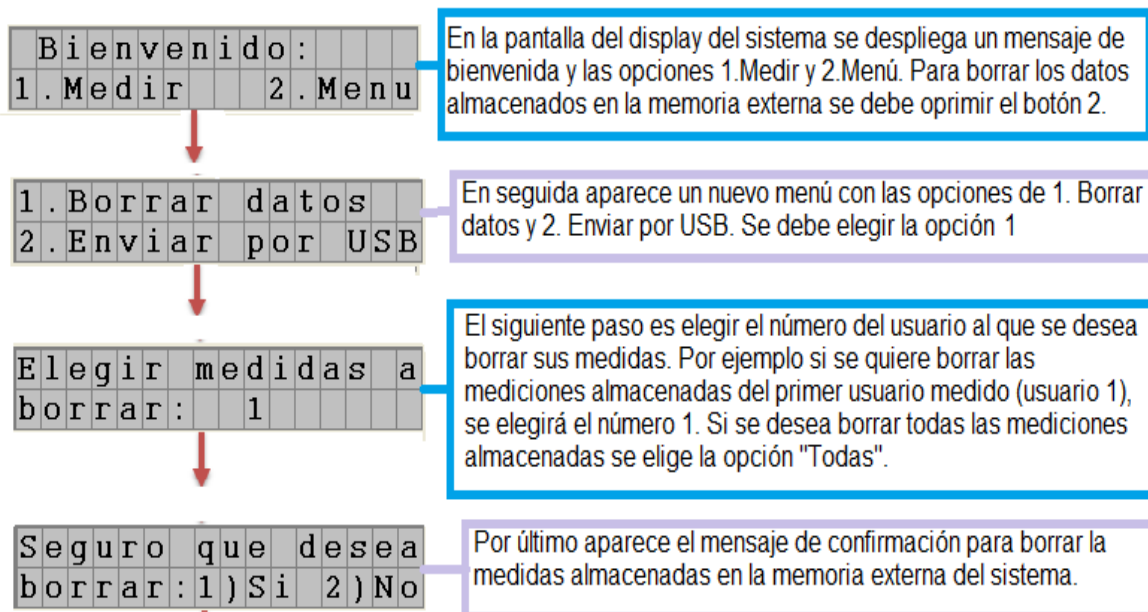 Bienvenido:
1.Medir 2.Menu
En la pantalla del display del sistema se despliega un mensaje de
bienvenida y las opciones 1.Medir y 2.Menú. Para borrar los datos
almacenados en la memoria externa se debe oprimir el botón 2.
1.Borrar datos
2.Enviar por USB
En seguida aparece un nuevo menú con las opciones de 1. Borrar
datos y 2. Enviar por USB. Se debe elegir la opción 1
Elegir medidas a
borrar: 1
El siguiente paso es elegir el número del usuario al que se desea
borrar sus medidas. Por ejemplo si se quiere borrar las
mediciones almacenadas del primer usuario medido (usuario 1),
se elegirá el número 1. Si se desea borrar todas las mediciones
almacenadas se elige la opción "Todas".
Seguro que desea
borrar:1)Si 2)No
Por último aparece el mensaje de confirmación para borrar la
medidas almacenadas en la memoria externa del sistema.